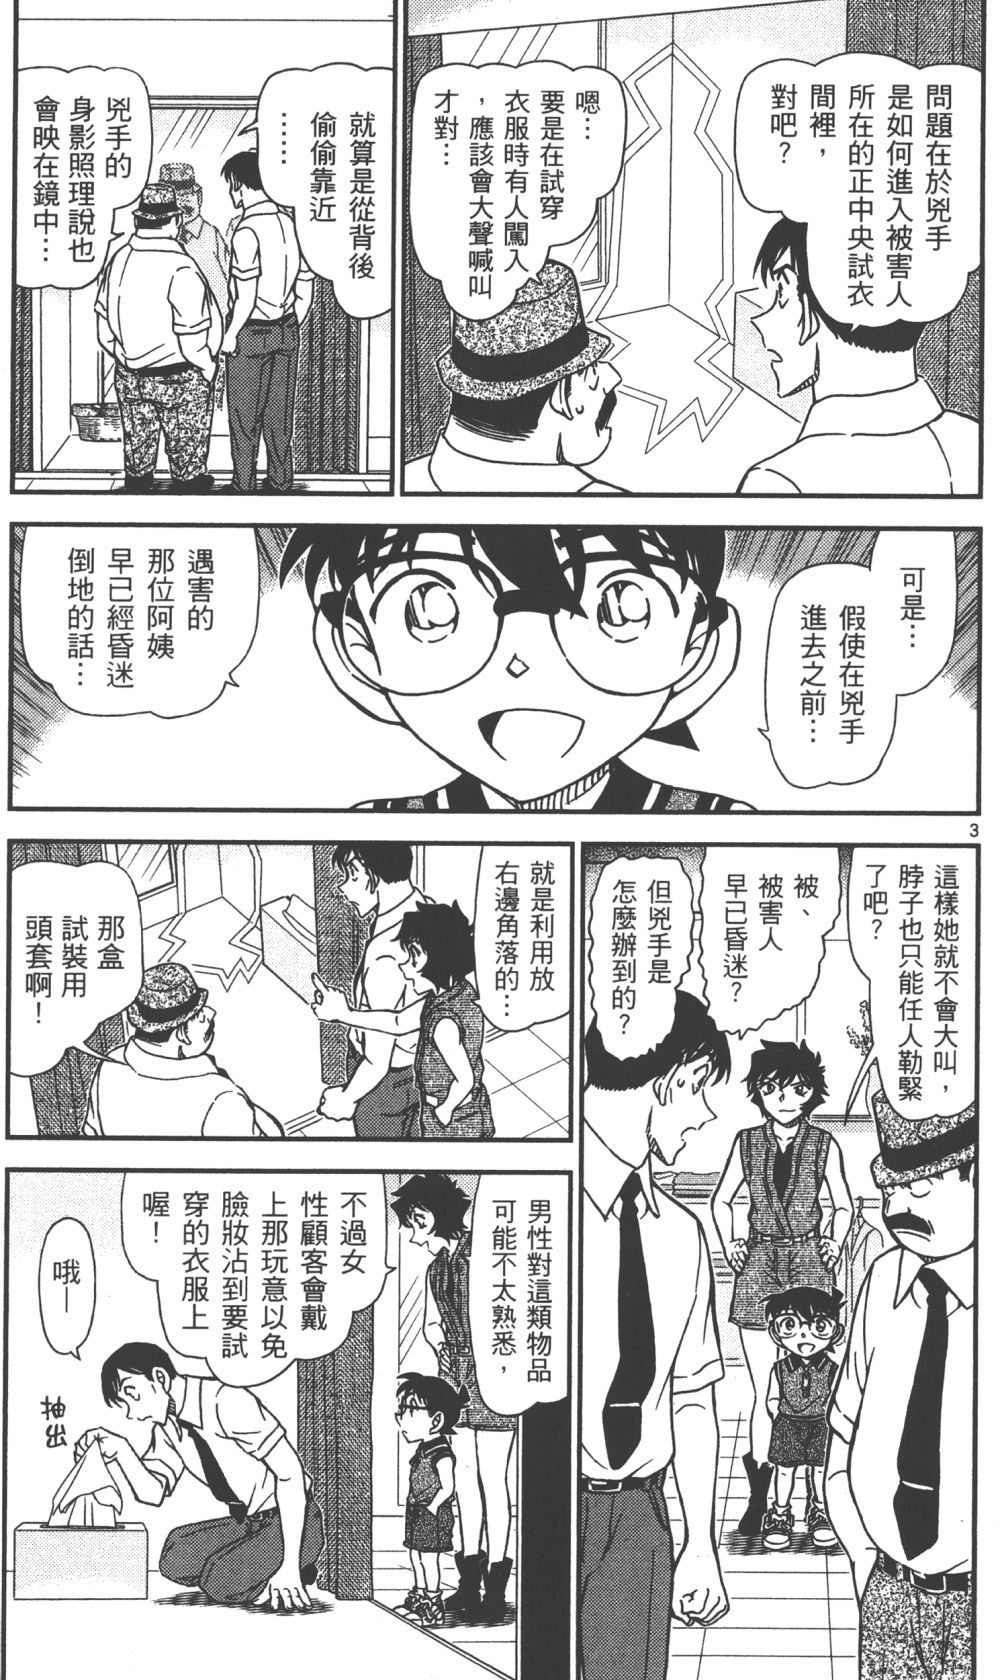 問題在於兇手
是如何進入被害人
所在的正中央試衣
間裡，
對吧？
嗯…
要是在試穿
衣服時有人闖入
，應該會大聲喊叫
才對…
就算是從背後
偷偷靠近
……
兇手的
身影照理說也
會映在鏡中…
可是…
假使在兇手
進去之前…
遇害的
那位阿姨
早已經昏迷
倒地的話…
3
這樣她就不會大叫，
脖子也只能任人勒緊
了吧？
被、
被害人
早已昏迷？
但兇手是
怎麼辦到的？
就是利用放
右邊角落的…
那盒
試裝用
頭套啊！
男性對這類物品
可能不太熟悉，
不過女
性顧客會戴
上那玩意以免
臉妝沾到要試
穿的衣服上
喔！
哦—
抽出